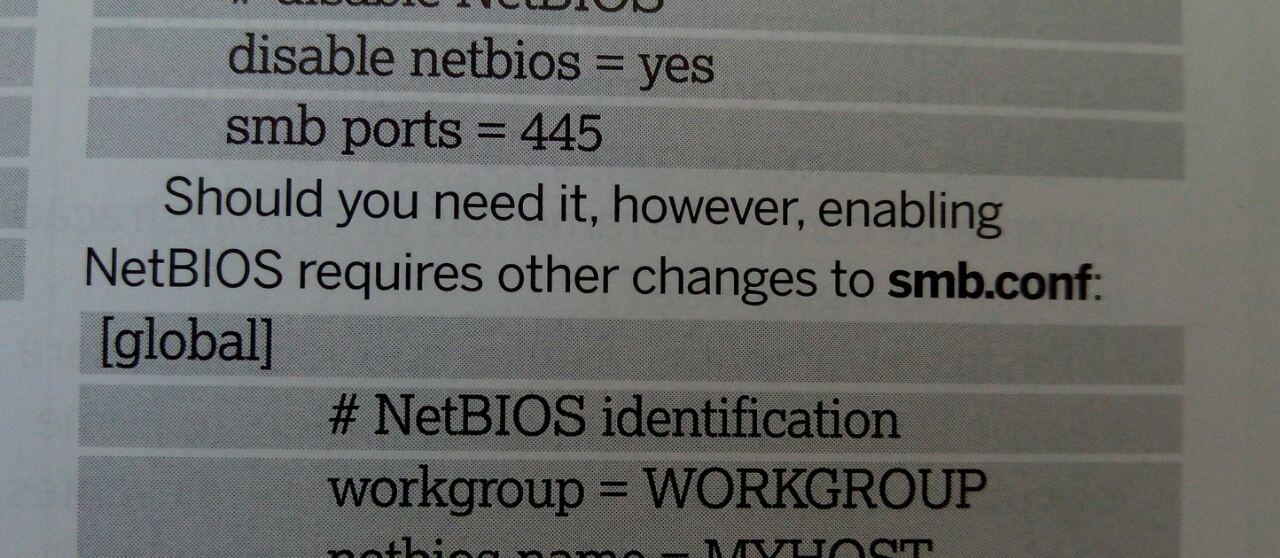 # disable NetBIOS
disable netbios = yes
smb ports = 445
Should you need it, however, enabling
NetBIOS requires other changes to smb.conf:
[global]
# NetBIOS identification
workgroup = WORKGROUP
netbios name = MYHOST